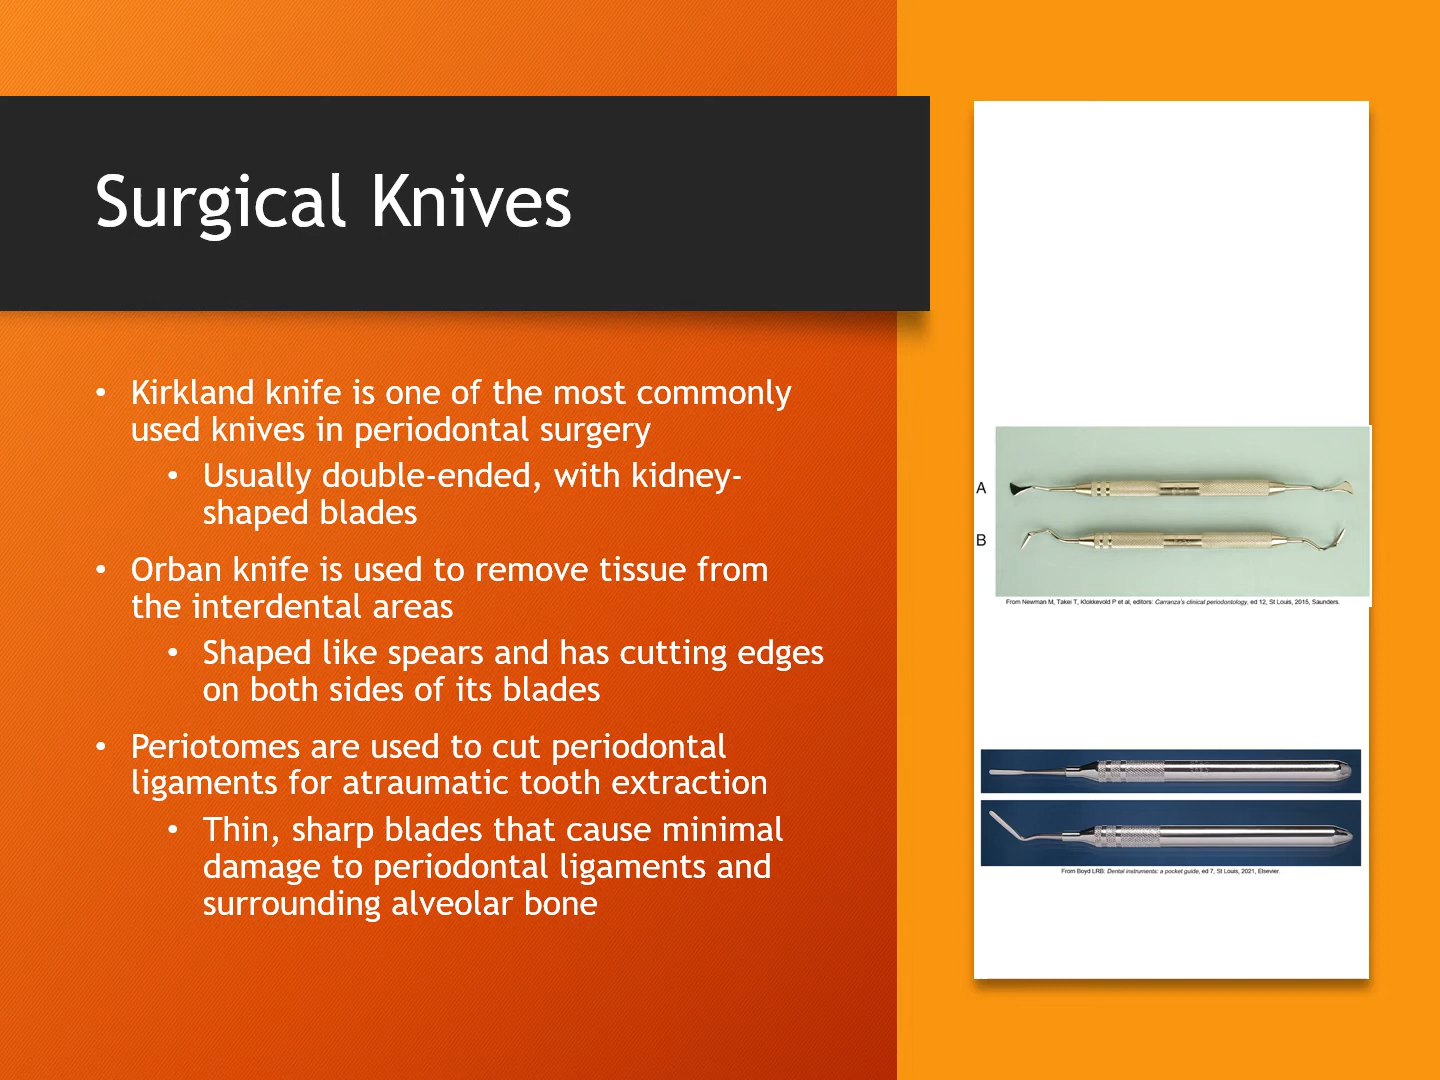 Surgical Knives
• Kirkland knife is one of the most commonly
used knives in periodontal surgery
• Usually double-ended, with kidney-
shaped blades
• Orban knife is used to remove tissue from
the interdental areas
• Shaped like spears and has cutting edges
on both sides of its blades
• Periotomes are used to cut periodontal
ligaments for atraumatic tooth extraction
• Thin, sharp blades that cause minimal
damage to periodontal ligaments and
surrounding alveolar bone
A
B
From Newman M, Takei T, Klokkevold P et al, editors: Carranza's clinical periodontology, ed 12, St Louis, 2015, Saunders.
From Boyd LRB: Dental instruments: a pocket guide, ed 7, St Louis, 2021, Elsevier.